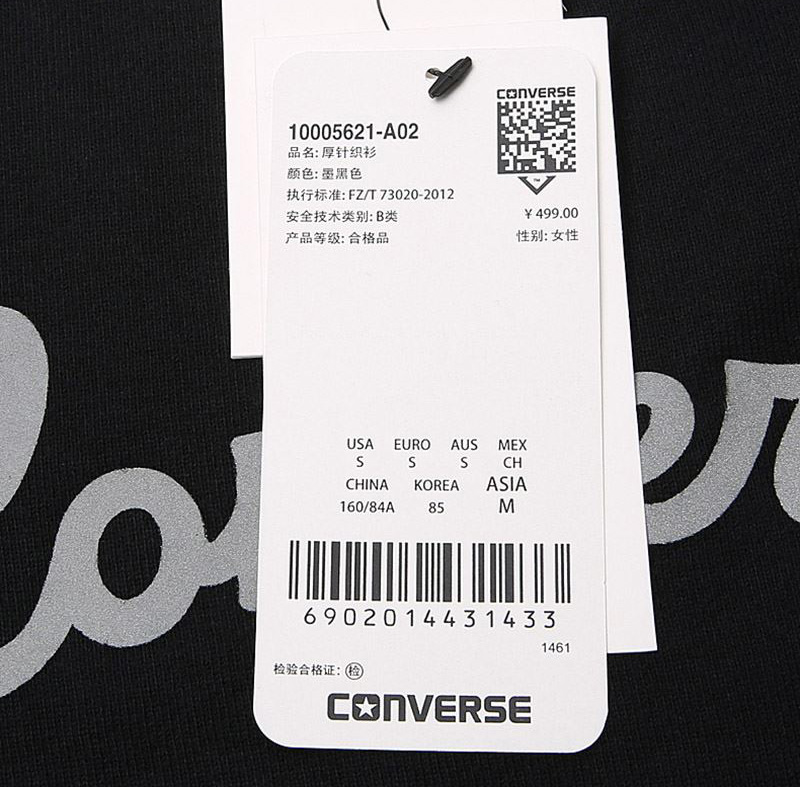 CONVERSE
10005621-A02
品名: 厚针织衫
颜色: 墨黑色
执行标准: FZ/T 73020-2012
安全技术类别: B类
产品等级: 合格品
™
¥ 499.00
性别: 女性
USA EURO AUS MEX
S S S CH
CHINA KOREA ASIA
160/84A 85 M
6902014431433
1461
检验合格证: 检
CONVERSE